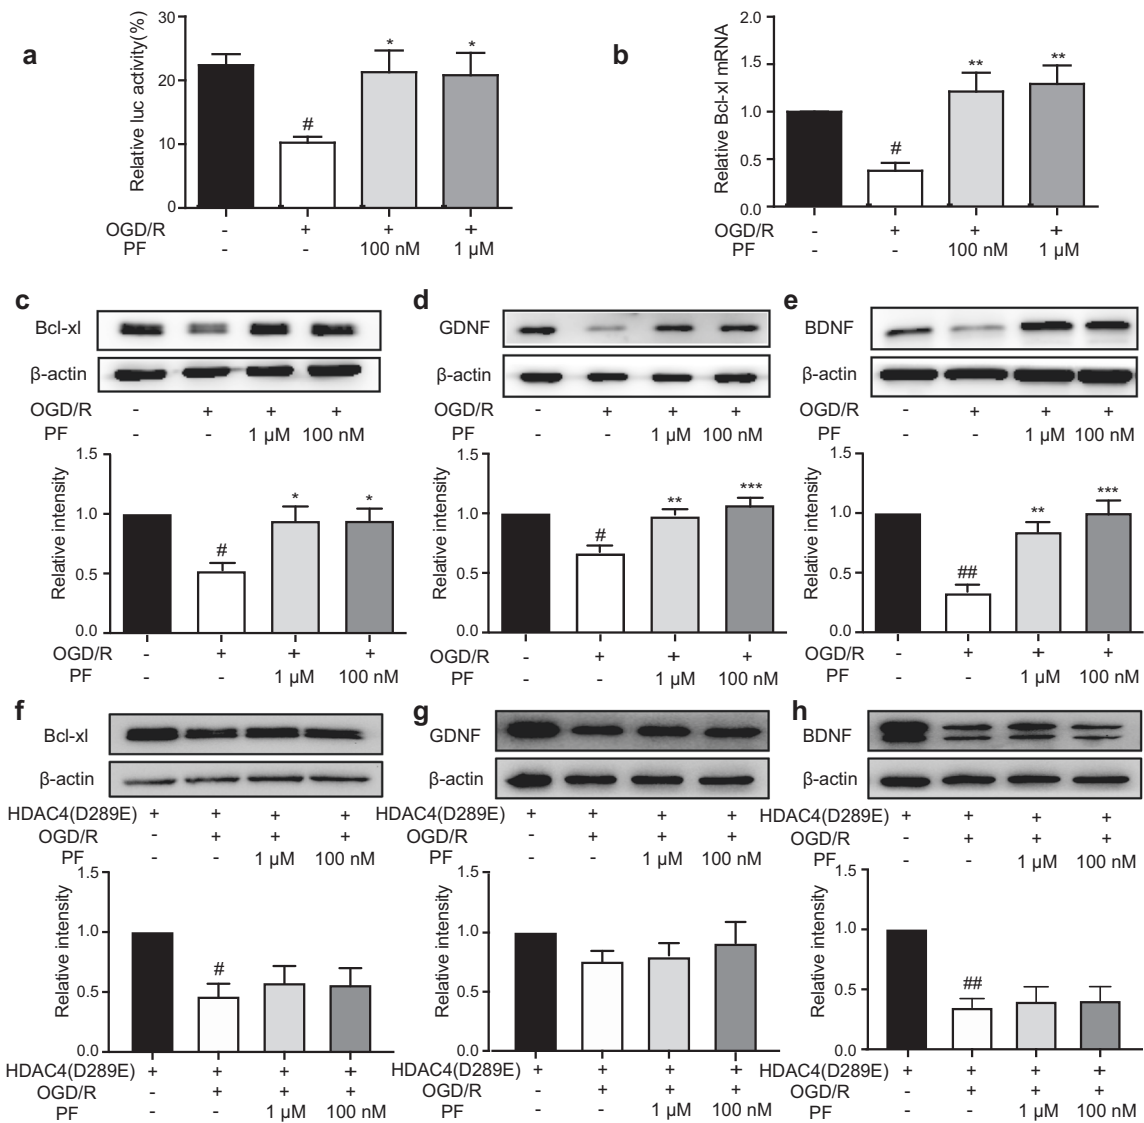 a
Relative luc activity(%)
30
20
10
0
#
*
*
OGD/R - + + +
PF - - 100 nM 1 µM
b
Relative Bcl-xl mRNA
2.0
1.5
1.0
0.5
0.0
#
**
**
OGD/R - + + +
PF - - 100 nM 1 µM
c
Bcl-xl
β-actin
OGD/R - + + +
PF - - 1 µM 100 nM
Relative intensity
1.5
1.0
0.5
0.0
#
*
*
OGD/R - + + +
PF - - 1 µM 100 nM
d
GDNF
β-actin
OGD/R - + + +
PF - - 1 µM 100 nM
Relative intensity
1.5
1.0
0.5
0.0
#
**
***
OGD/R - + + +
PF - - 1 µM 100 nM
e
BDNF
β-actin
OGD/R - + + +
PF - - 1 µM 100 nM
Relative intensity
1.5
1.0
0.5
0.0
##
**
***
OGD/R - + + +
PF - - 1 µM 100 nM
f
Bcl-xl
β-actin
HDAC4(D289E) + + + +
OGD/R - + + +
PF - - 1 µM 100 nM
Relative intensity
1.5
1.0
0.5
0.0
#
HDAC4(D289E) + + + +
OGD/R - + + +
PF - - 1 µM 100 nM
g
GDNF
β-actin
HDAC4(D289E) + + + +
OGD/R - + + +
PF - - 1 µM 100 nM
Relative intensity
1.5
1.0
0.5
0.0
HDAC4(D289E) + + + +
OGD/R - + + +
PF - - 1 µM 100 nM
h
BDNF
β-actin
HDAC4(D289E) + + + +
OGD/R - + + +
PF - - 1 µM 100 nM
Relative intensity
1.5
1.0
0.5
0.0
##
HDAC4(D289E) + + + +
OGD/R - + + +
PF - - 1 µM 100 nM